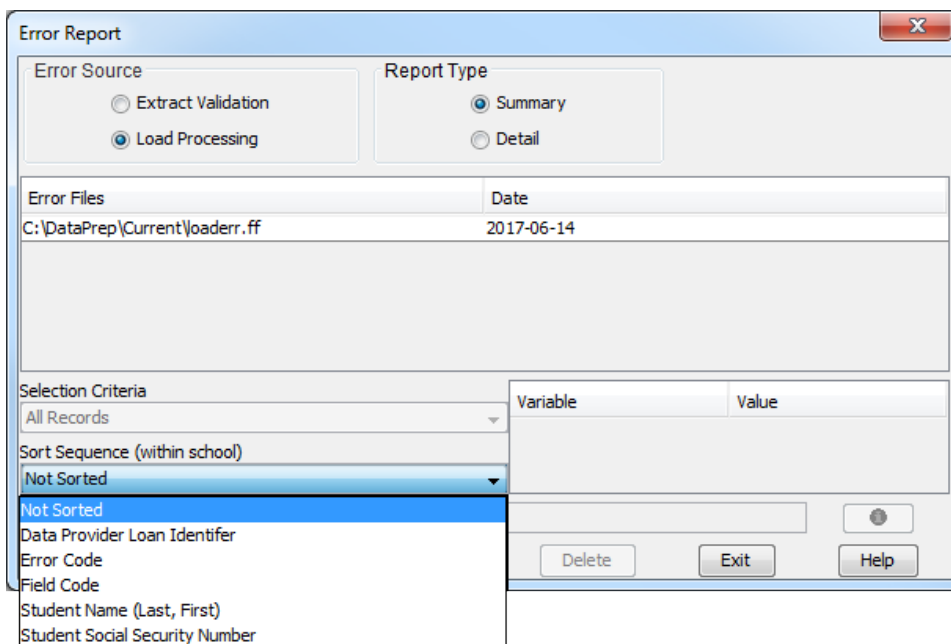 Error Report
Error Source
Report Type
Extract Validation
Summary
Load Processing
Detail
Error Files Date
C:\DataPrep\Current\loaderr.ff 2017-06-14
Selection Criteria
Variable Value
All Records
Sort Sequence (within school)
Not Sorted
Not Sorted
Data Provider Loan Identifer
Error Code
Delete Exit Help
Field Code
Student Name (Last, First)
Student Social Security Number